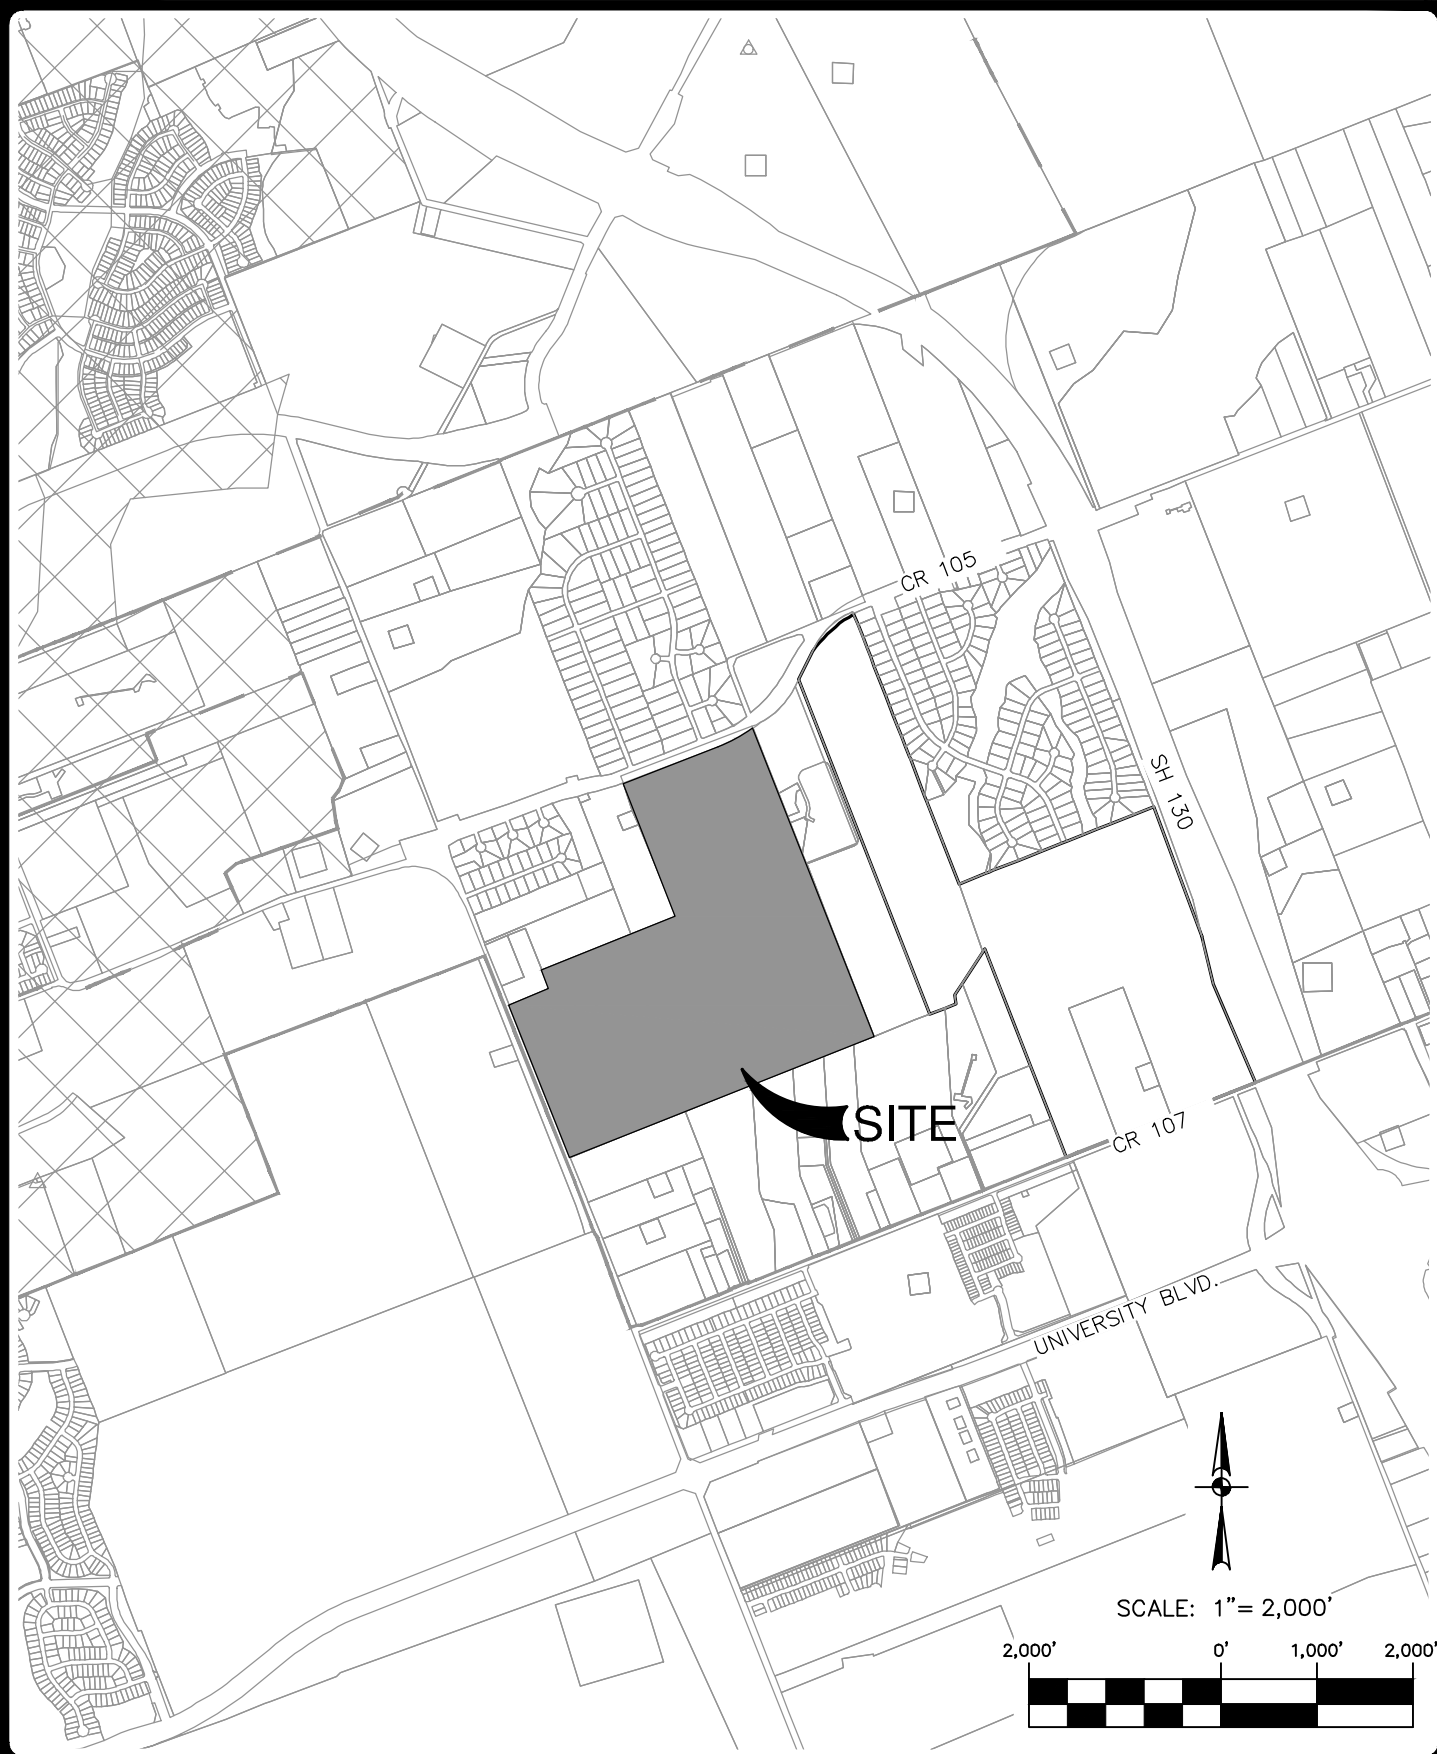 CR 105
SH 130
SITE
CR 107
UNIVERSITY BLVD.
SCALE: 1"= 2,000'
2,000' 0' 1,000' 2,000'